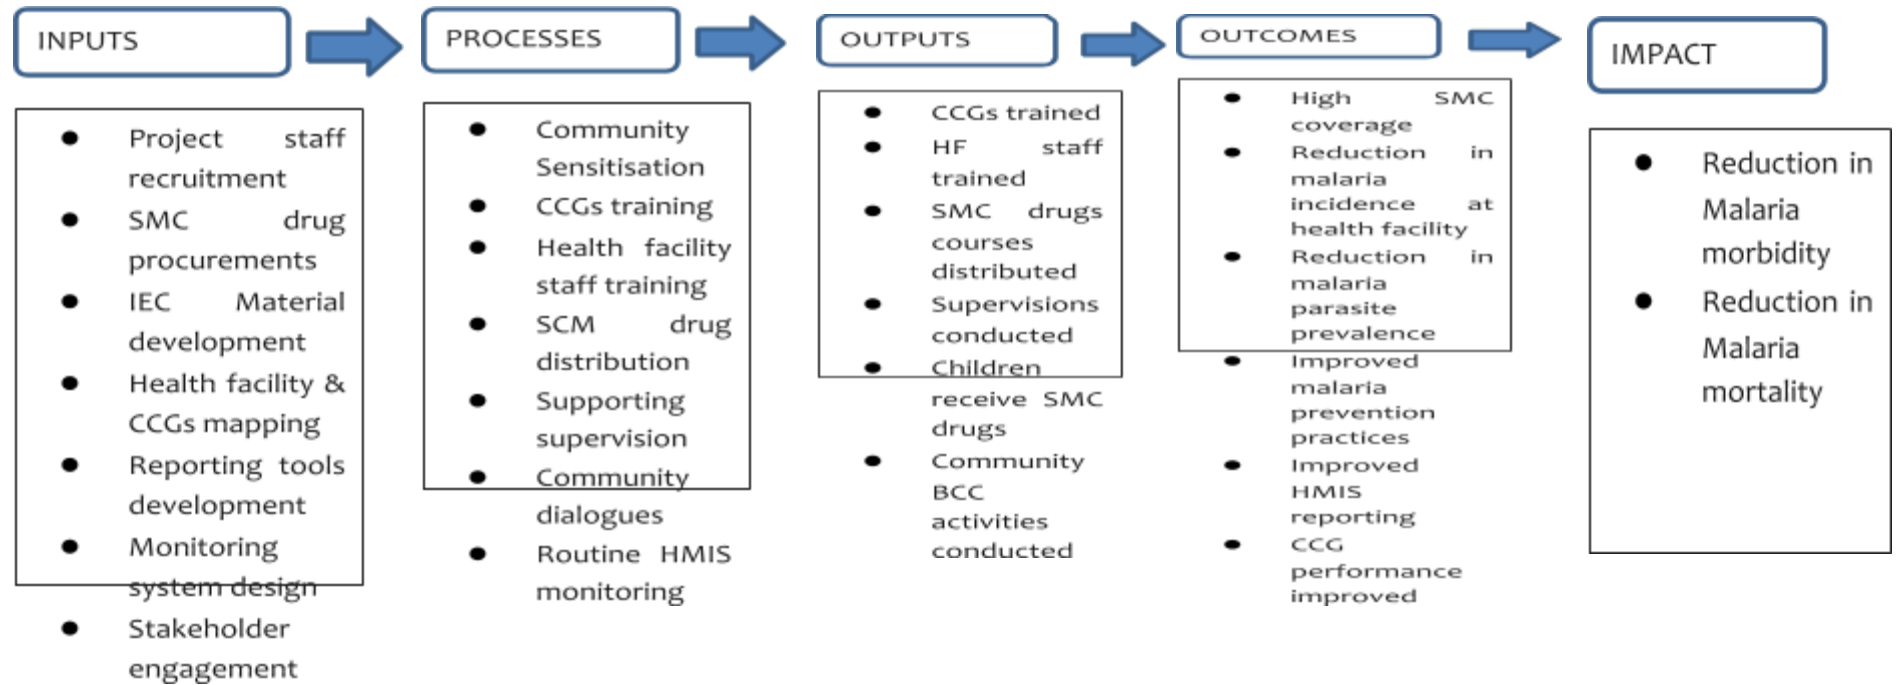 INPUTS
Project staff
recruitment
SMC drug
procurements
IEC Material
development
Health facility &
CCGs mapping
Reporting tools
development
Monitoring
system design
Stakeholder
engagement
PROCESSES
Community
Sensitisation
CCGs training
Health facility
staff training
SCM drug
distribution
Supporting
supervision
Community
dialogues
Routine HMIS
monitoring
OUTPUTS
CCGs trained
HF staff
trained
SMC drugs
courses
distributed
Supervisions
conducted
Children
receive SMC
drugs
Community
BCC
activities
conducted
OUTCOMES
High SMC
coverage
Reduction in
malaria
incidence at
health facility
Reduction in
malaria
parasite
prevalence
Improved
malaria
prevention
practices
Improved
HMIS
reporting
CCG
performance
improved
IMPACT
Reduction in
Malaria
morbidity
Reduction in
Malaria
mortality